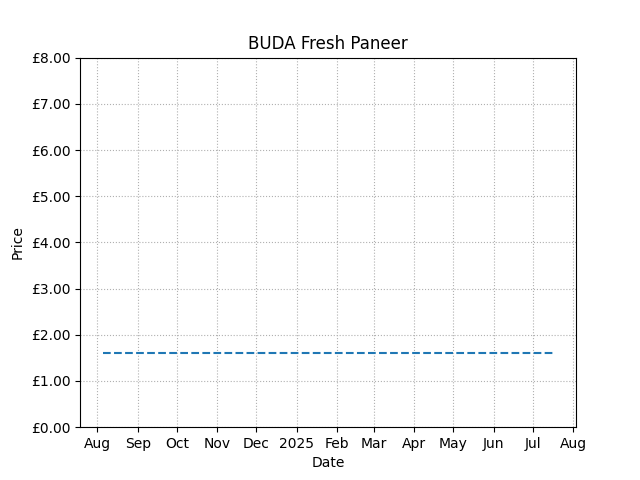 BUDA Fresh Paneer
£8.00
£7.00
£6.00
£5.00
£4.00
£3.00
£2.00
£1.00
£0.00
Price
Aug Sep Oct Nov Dec 2025 Feb Mar Apr May Jun Jul Aug
Date